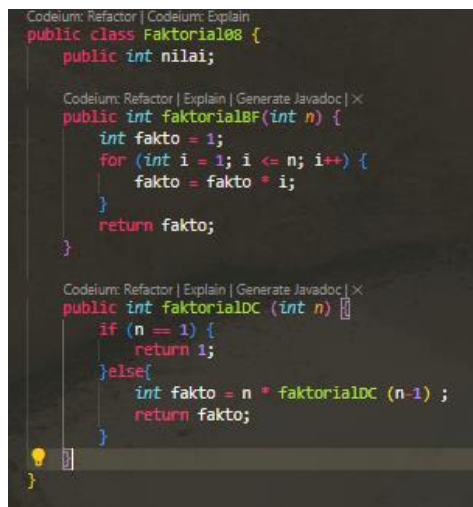 Codeium: Refactor | Codeium: Explain
public class Faktorial08 {
public int nilai;
Codeium: Refactor | Explain | Generate Javadoc | ×
public int faktorialBF(int n) {
int fakto = 1;
for (int i = 1; i <= n; i++) {
fakto = fakto * i;
}
return fakto;
}
Codeium: Refactor | Explain | Generate Javadoc | ×
public int faktorialDC (int n) {
if (n == 1) {
return 1;
}else{
int fakto = n * faktorialDC (n-1) ;
return fakto;
}
}
}